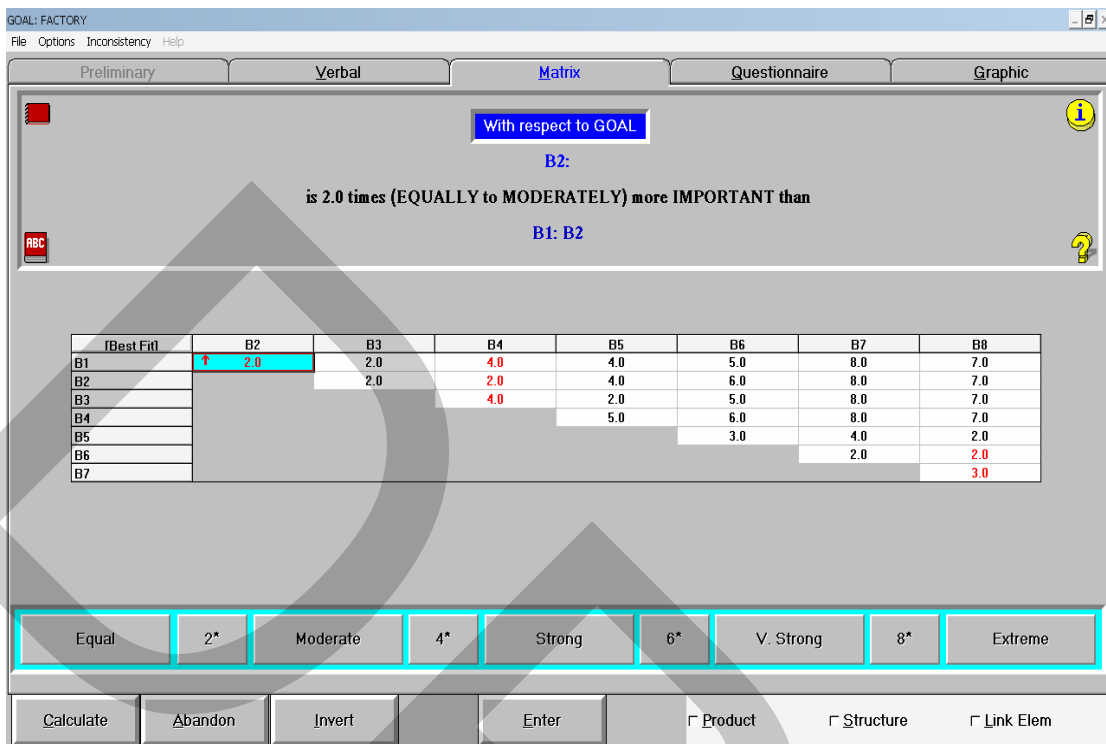 GOAL: FACTORY
File Options Inconsistency Help
Preliminary Verbal Matrix Questionnaire Graphic
With respect to GOAL
B2:
is 2.0 times (EQUALLY to MODERATELY) more IMPORTANT than
ABC
B1: B2
[Best Fit] B2 B3 B4 B5 B6 B7 B8
B1 2.0 2.0 4.0 4.0 5.0 8.0 7.0
B2 2.0 2.0 4.0 6.0 8.0 7.0
B3 4.0 2.0 5.0 8.0 7.0
B4 5.0 6.0 8.0 7.0
B5 3.0 4.0 2.0
B6 2.0 2.0
B7 3.0
Equal 2* Moderate 4* Strong 6* V. Strong 8* Extreme
Calculate Abandon Invert Enter Product Structure Link Elem